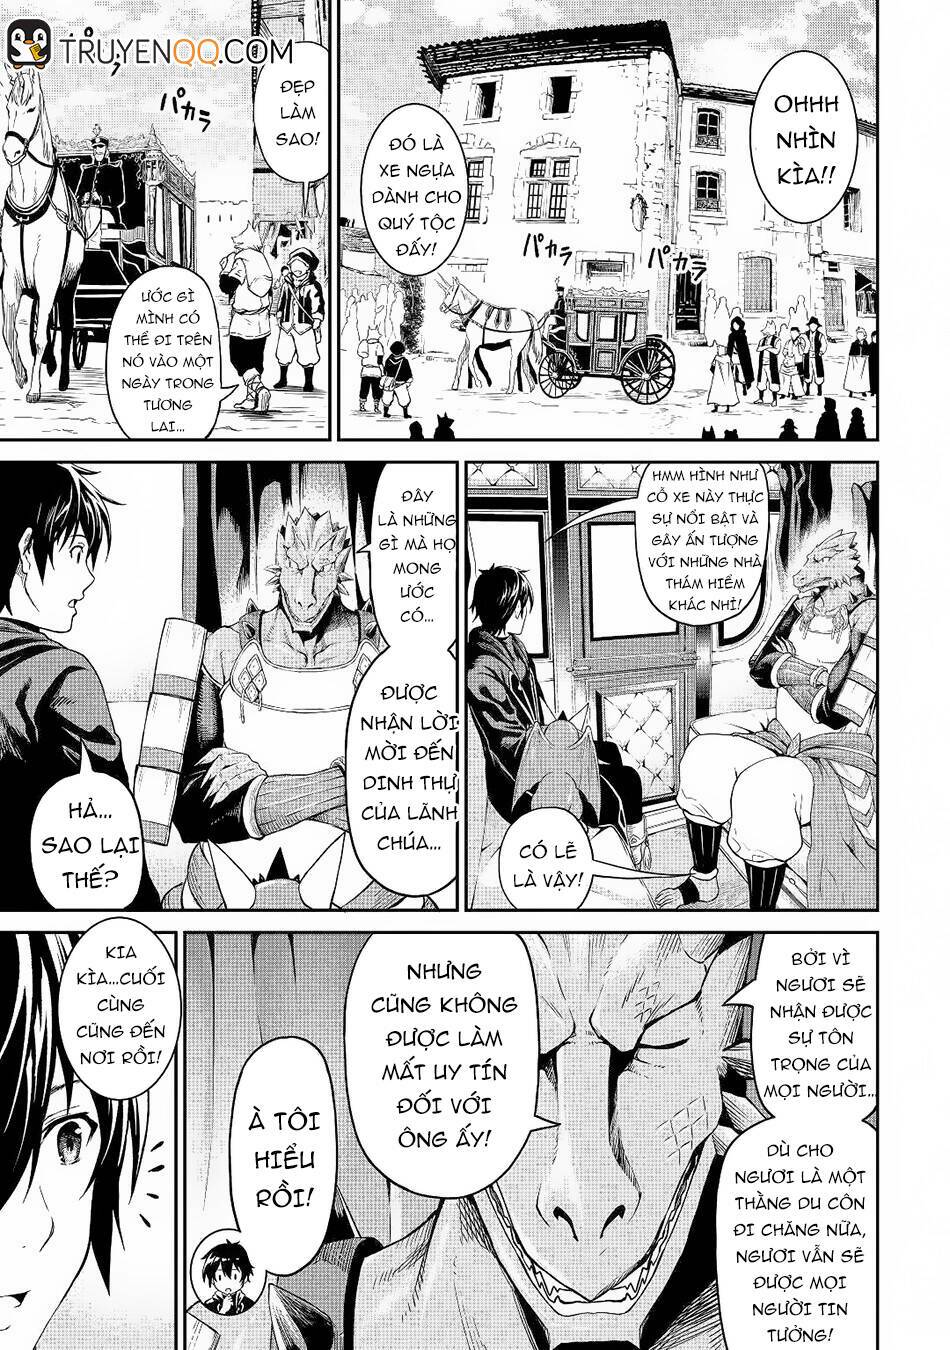 TRUYENQQ.COM
OHHH
NHÌN
KÌA!!
ĐÓ LÀ
XE NGỰA
DÀNH CHO
QUÝ TỘC
ĐẤY!
パカラ
パカラ
ĐẸP
LÀM
SAO!
パカラ
ƯỚC GÌ
MÌNH CÓ
THỂ ĐI TRÊN
NÓ VÀO MỘT
NGÀY TRONG
TƯƠNG
LAI...
HMM HÌNH NHƯ
CỖ XE NÀY THỰC
SỰ NỔI BẬT VÀ
GÂY ẤN TƯỢNG
VỚI NHỮNG NHÀ
THÁM HIỂM
KHÁC NHỈ!
CÓ LẼ
LÀ VẬY!
ĐÂY
LÀ NHỮNG
GÌ MÀ HỌ
MONG
ƯỚC
CÓ...
ĐƯỢC
NHẬN LỜI
MỜI ĐẾN
DINH THỰ
CỦA LÃNH
CHÚA...
HẢ...
SAO LẠI
THẾ?
BỞI VÌ
NGƯƠI SẼ
NHẬN ĐƯỢC
SỰ TÔN
TRỌNG CỦA
MỌI NGƯỜI...
DÙ CHO
NGƯƠI LÀ MỘT
THẰNG DU CÔN
ĐI CHĂNG NỮA,
NGƯƠI VẪN SẼ
ĐƯỢC MỌI
NGƯỜI TIN
TƯỞNG!
NHƯNG
CŨNG KHÔNG
ĐƯỢC LÀM
MẤT UY TÍN
ĐỐI VỚI
ÔNG ẤY!
À TÔI
HIỂU
RỒI!
KIA
KÌA...CUỐI
CÙNG
CŨNG ĐẾN
NƠI RỒI!